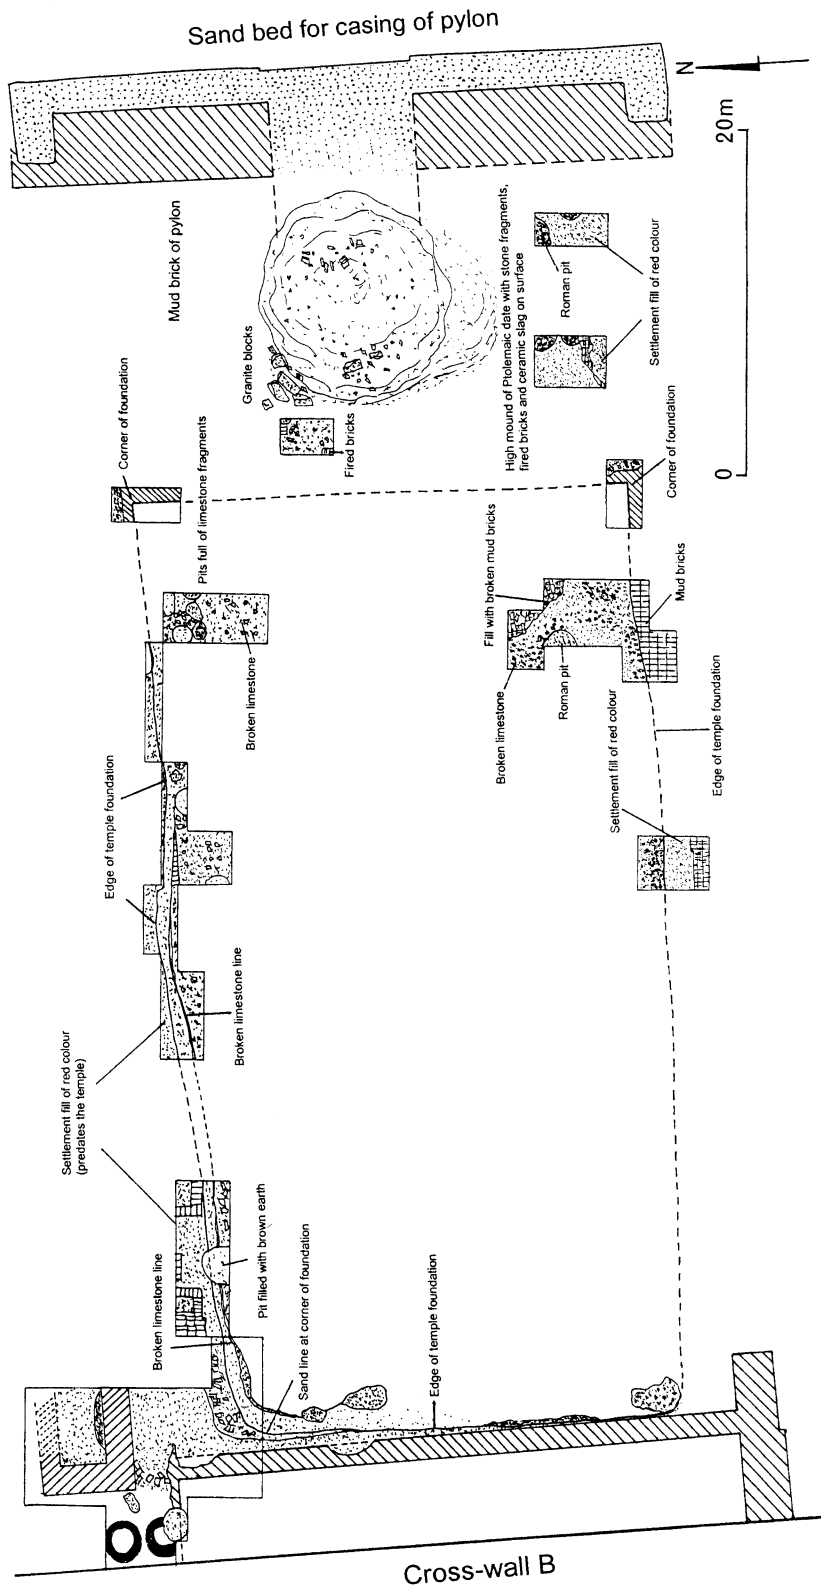 Sand bed for casing of pylon
N
20m
0
Mud brick of pylon
High mound of Ptolemaic date with stone fragments,
fired bricks and ceramic slag on surface
Roman pit
Settlement fill of red colour
Granite blocks
Fired bricks
Corner of foundation
Corner of foundation
Pits full of limestone fragments
Broken limestone
Fill with broken mud bricks
Mud bricks
Broken limestone
Roman pit
Edge of temple foundation
Edge of temple foundation
Settlement fill of red colour
Broken limestone line
Settlement fill of red colour
(predates the temple)
Pit filled with brown earth
Broken limestone line
Sand line at corner of foundation
Edge of temple foundation
Cross-wall B